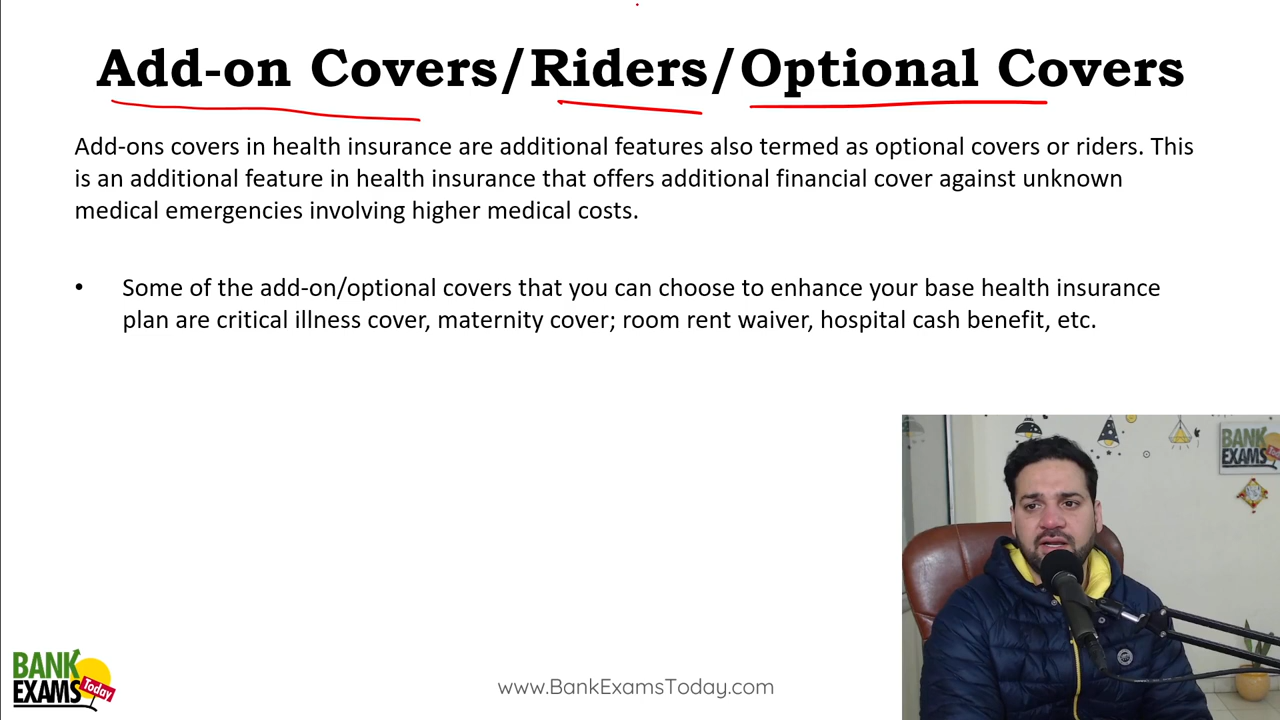 Add-on Covers/Riders/Optional Covers
Add-ons covers in health insurance are additional features also termed as optional covers or riders. This
is an additional feature in health insurance that offers additional financial cover against unknown
medical emergencies involving higher medical costs.
• Some of the add-on/optional covers that you can choose to enhance your base health insurance
plan are critical illness cover, maternity cover; room rent waiver, hospital cash benefit, etc.
BANK
EXAMS
BANK
EXAMS
Today
www.BankExamsToday.com